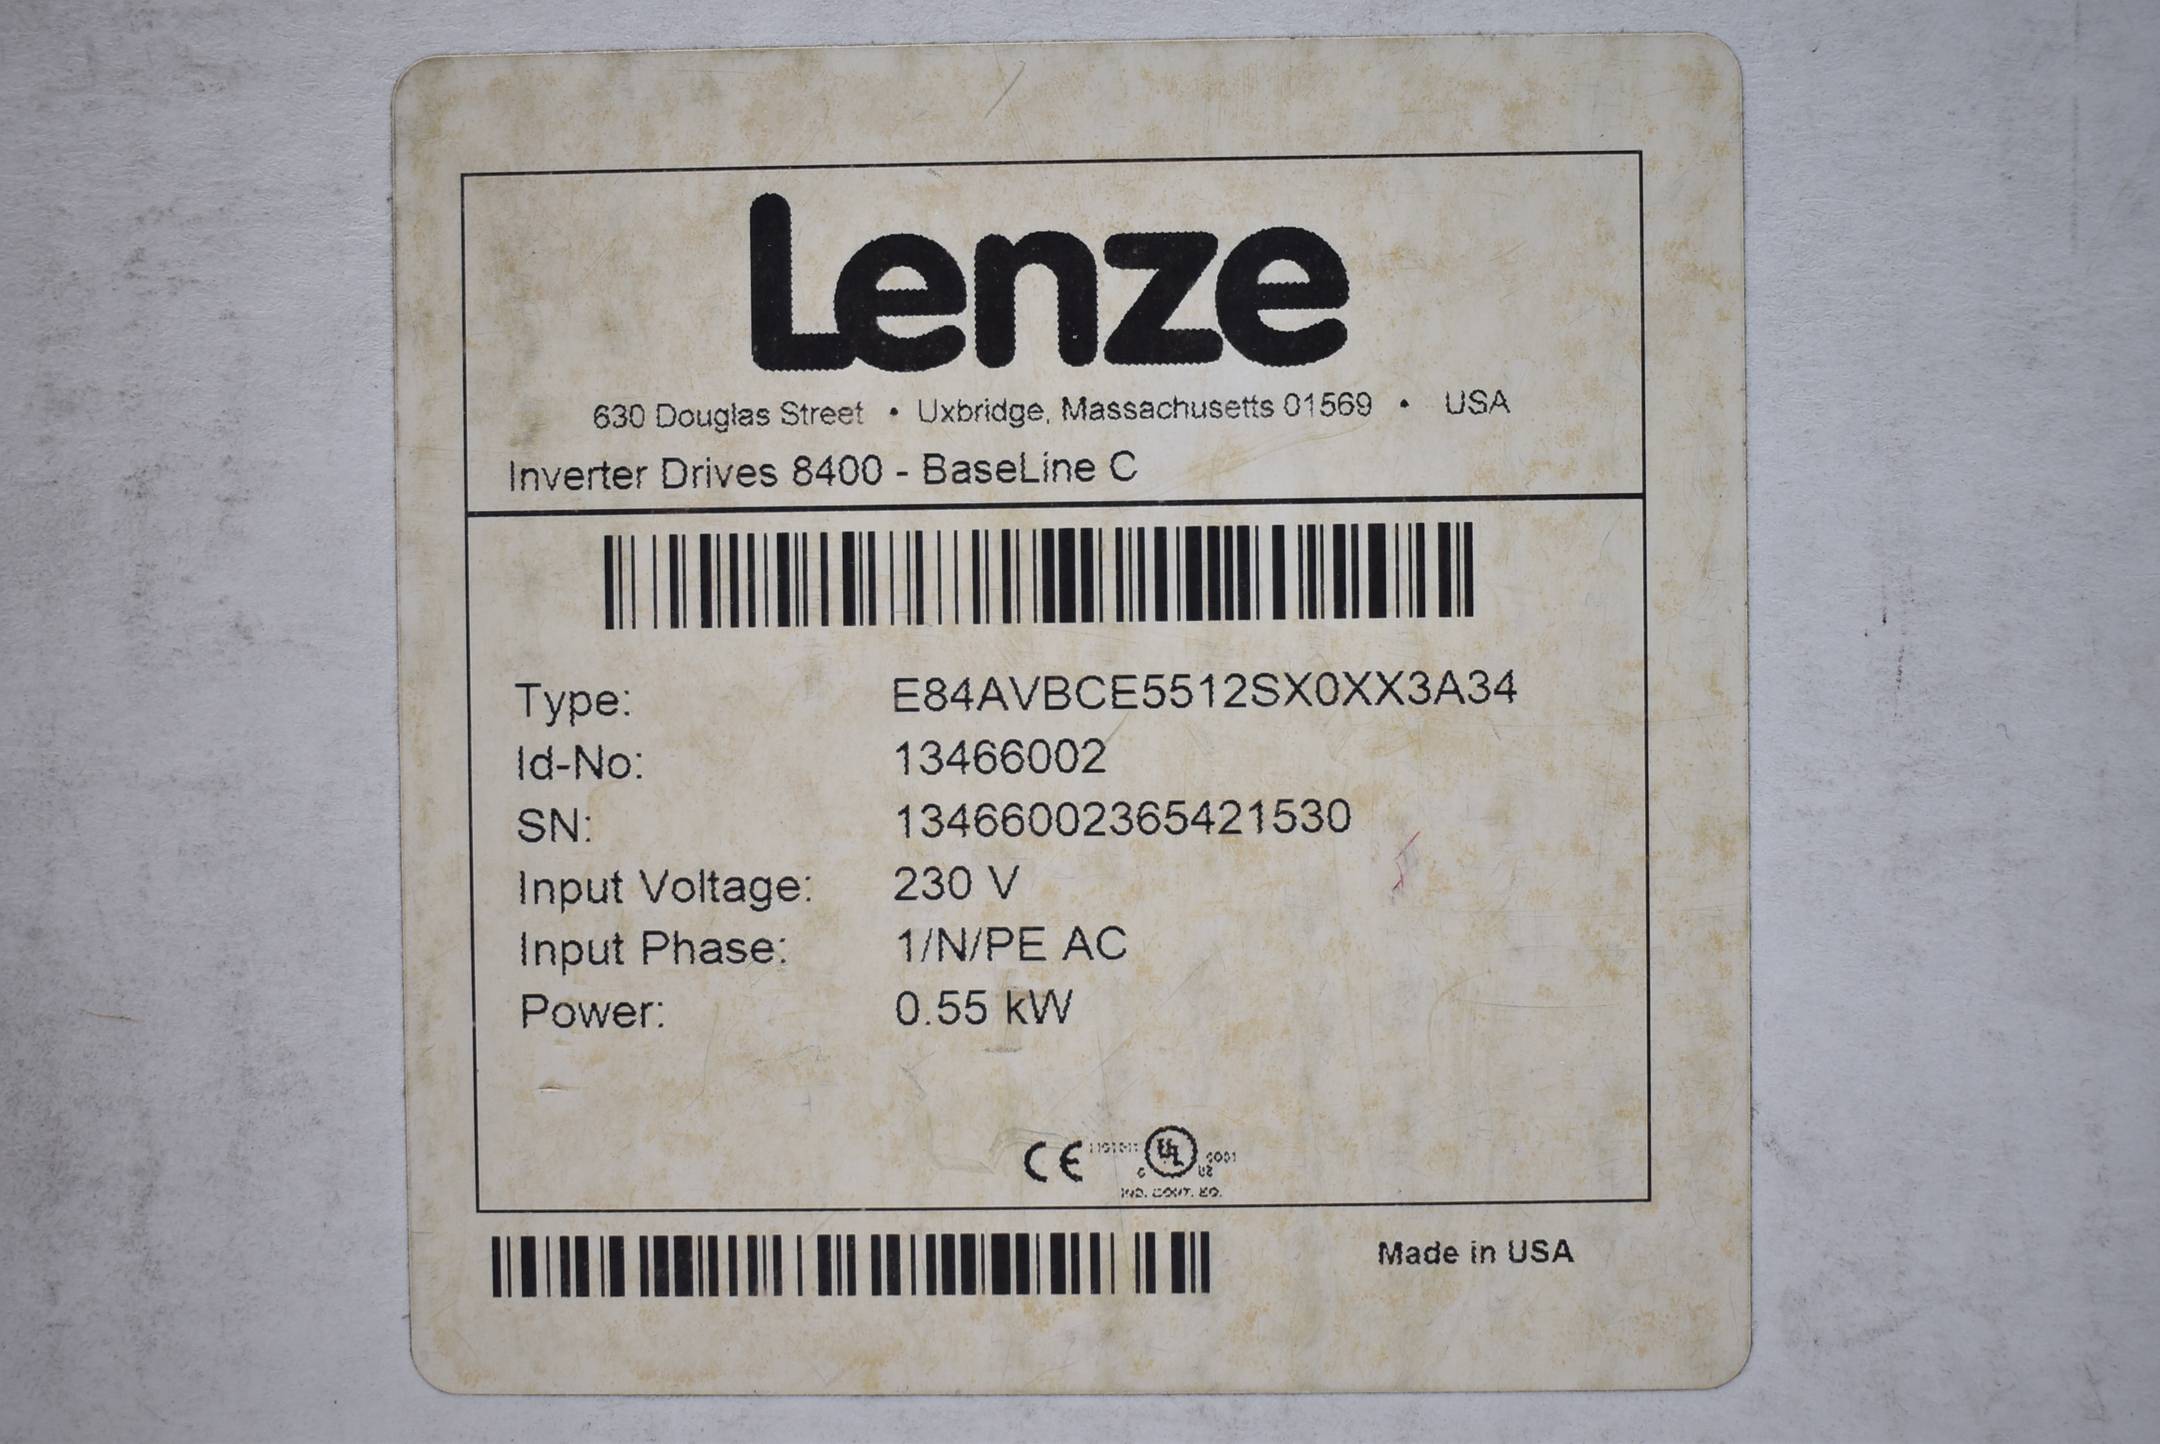 Lenze
630 Douglas Street • Uxbridge, Massachusetts 01569 • USA
Inverter Drives 8400 - BaseLine C
Type: E84AVBCE5512SX0XX3A34
Id-No: 13466002
SN: 13466002365421530
Input Voltage: 230 V
Input Phase: 1/N/PE AC
Power: 0.55 kW
CE UL
C US
IND. CONT. EQ.
Made in USA